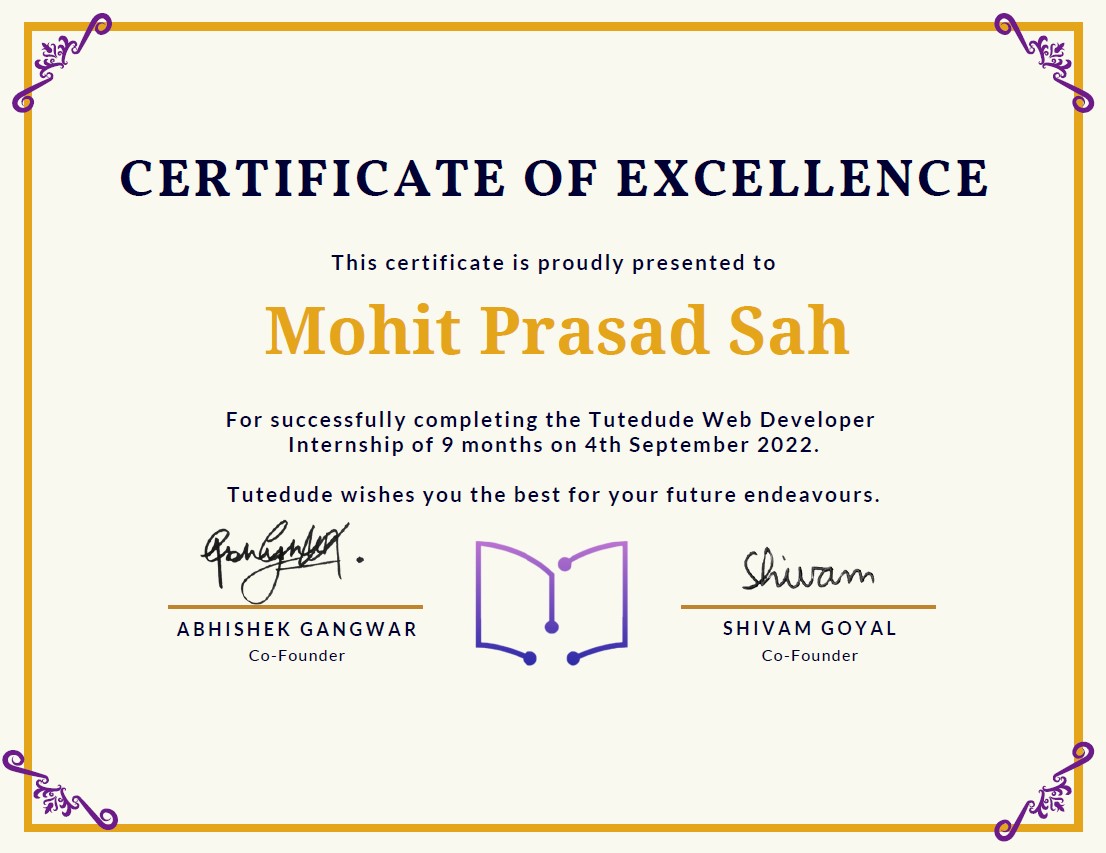 CERTIFICATE OF EXCELLENCE
This certificate is proudly presented to
Mohit Prasad Sah
For successfully completing the Tutedude Web Developer
Internship of 9 months on 4th September 2022.
Tutedude wishes you the best for your future endeavours.
Shivam
ABHISHEK GANGWAR
Co-Founder
SHIVAM GOYAL
Co-Founder